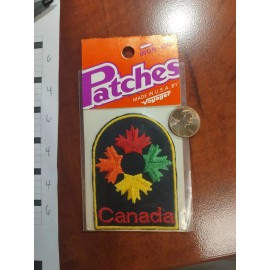 Patches
MADE IN U.S.A. BY
Voyager
Canada